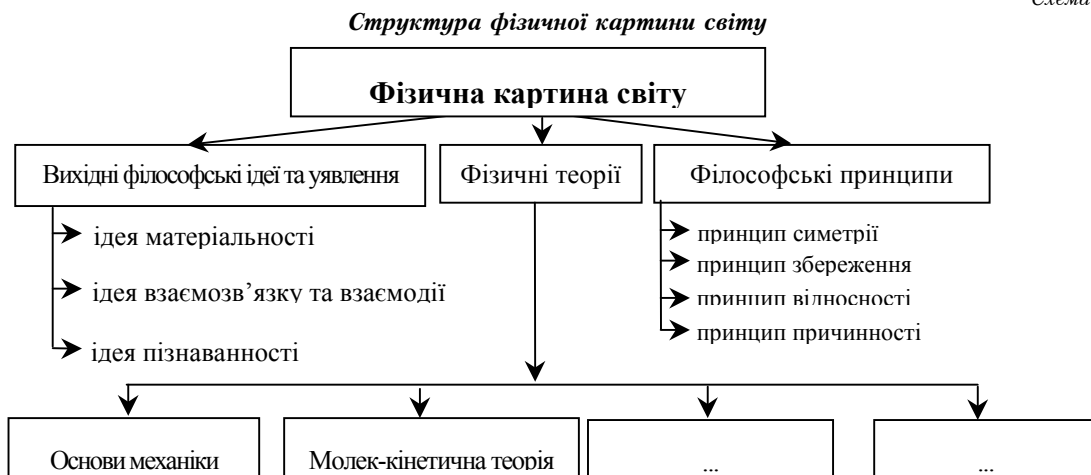 Схема
Структура фізичної картини світу
Фізична картина світу
Вихідні філософські ідеї та уявлення
Фізичні теорії
Філософські принципи
ідея матеріальності
ідея взаємозв’язку та взаємодії
ідея пізнаванності
принцип симетрії
принцип збереження
принцип відносності
принцип причинності
Основи механіки
Молек-кінетична теорія
...
...